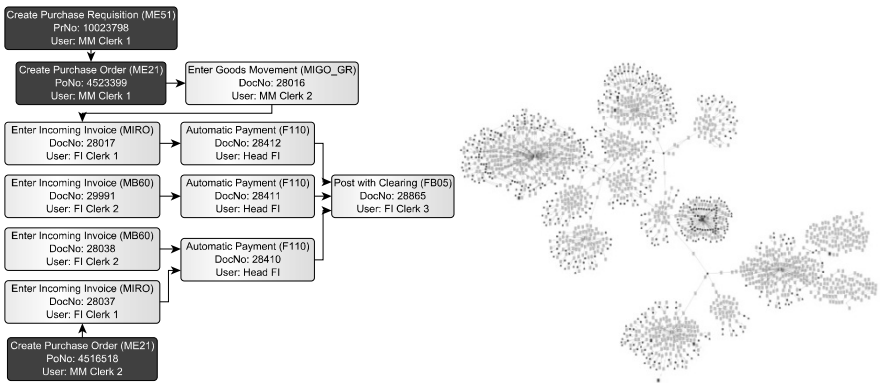 Create Purchase Requisition (ME51)
PrNo: 10023798
User: MM Clerk 1
Create Purchase Order (ME21)
PoNo: 4523399
User: MM Clerk 1
Enter Goods Movement (MIGO_GR)
DocNo: 28016
User: MM Clerk 2
Enter Incoming Invoice (MIRO)
DocNo: 28017
User: FI Clerk 1
Automatic Payment (F110)
DocNo: 28412
User: Head FI
Enter Incoming Invoice (MB60)
DocNo: 29991
User: FI Clerk 2
Automatic Payment (F110)
DocNo: 28411
User: Head FI
Post with Clearing (FB05)
DocNo: 28865
User: FI Clerk 3
Enter Incoming Invoice (MB60)
DocNo: 28038
User: FI Clerk 2
Automatic Payment (F110)
DocNo: 28410
User: Head FI
Enter Incoming Invoice (MIRO)
DocNo: 28037
User: FI Clerk 1
Create Purchase Order (ME21)
PoNo: 4516518
User: MM Clerk 2